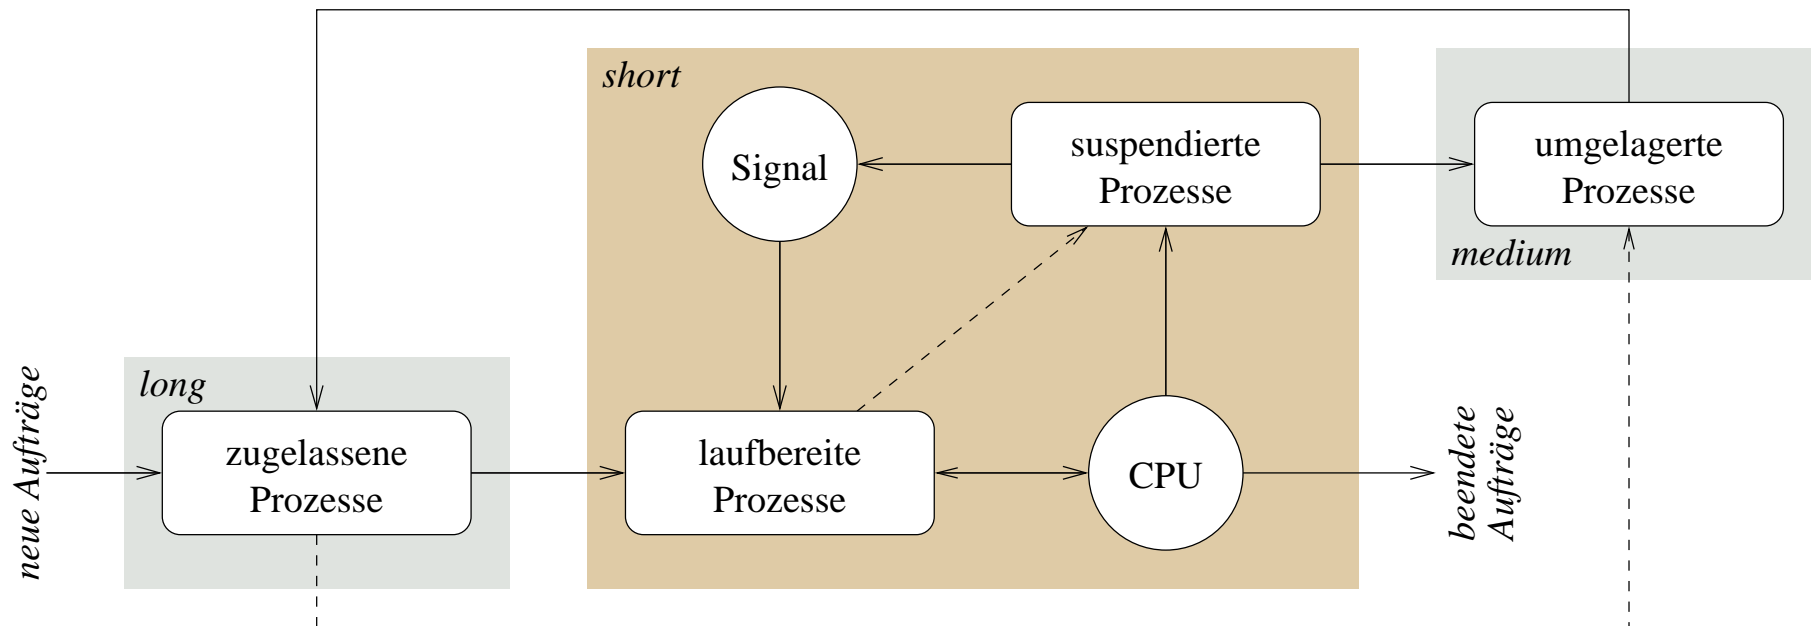 short
Signal
suspendierte
Prozesse
umgelagerte
Prozesse
medium
neue Aufträge
long
zugelassene
Prozesse
laufbereite
Prozesse
CPU
beendete
Aufträge